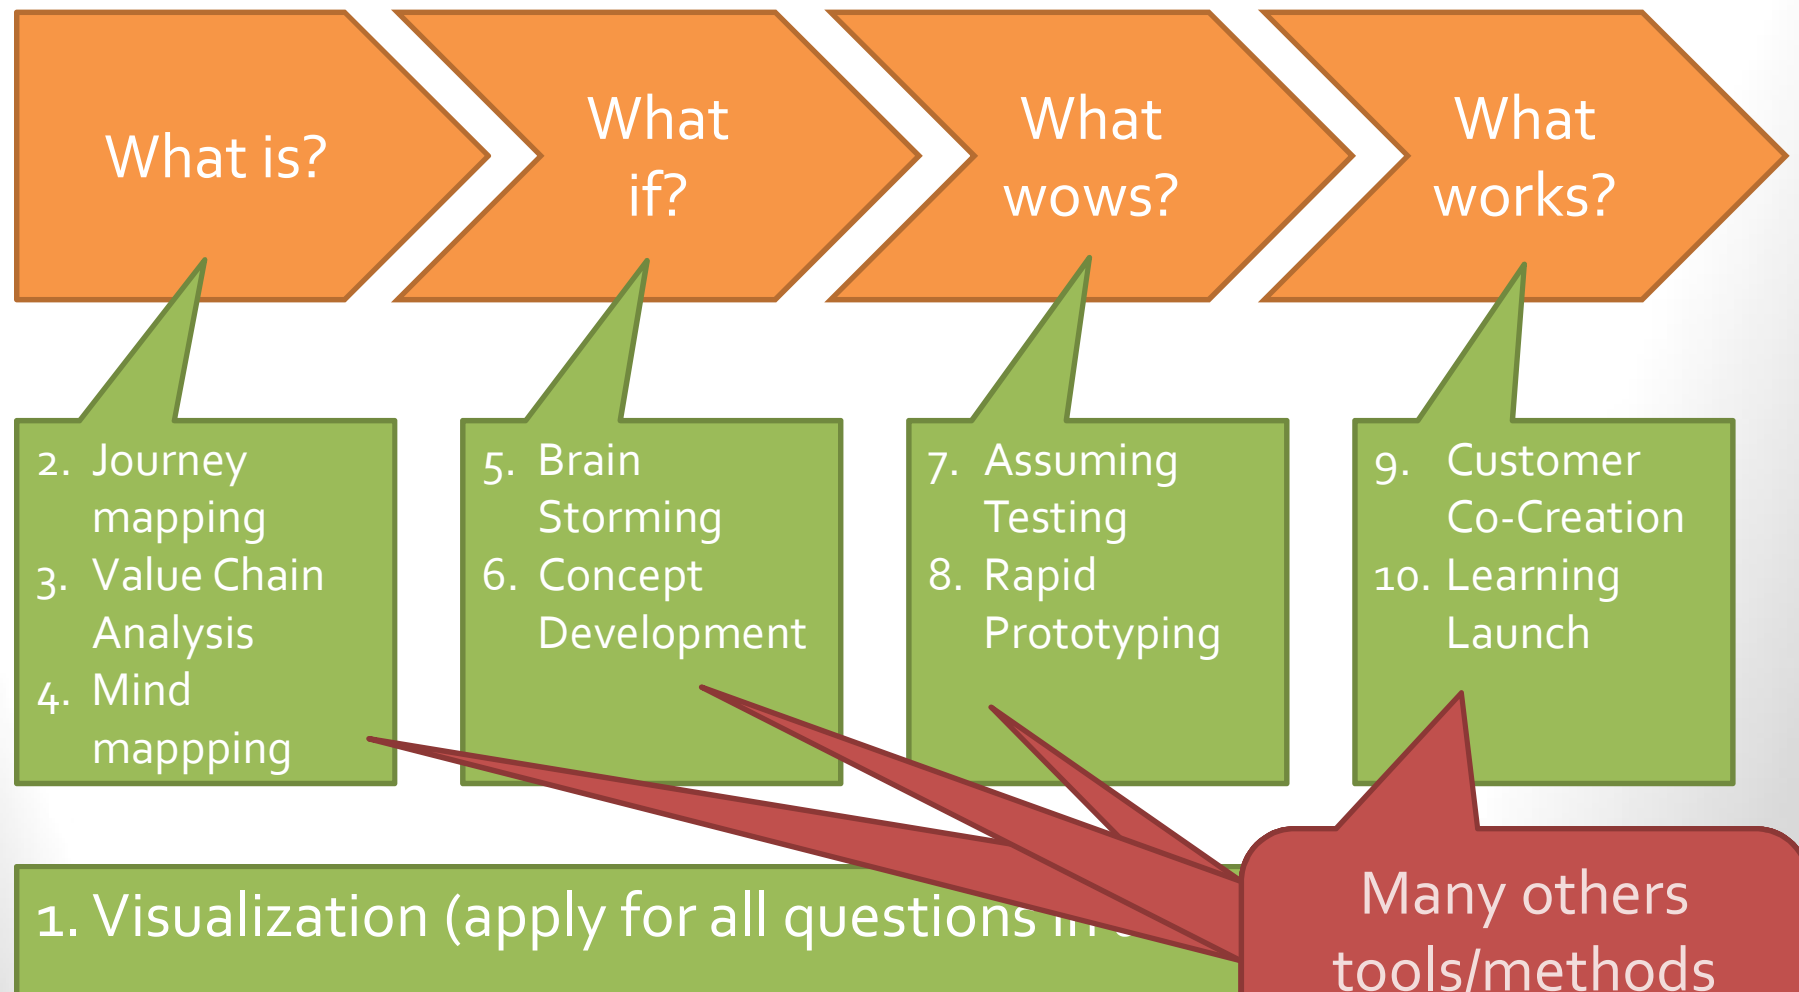 What is?
What
if?
What
wows?
What
works?
2. Journey
mapping
3. Value Chain
Analysis
4. Mind
mappping
5. Brain
Storming
6. Concept
Development
7. Assuming
Testing
8. Rapid
Prototyping
9. Customer
Co-Creation
10. Learning
Launch
1. Visualization (apply for all questions in
Many others
tools/methods